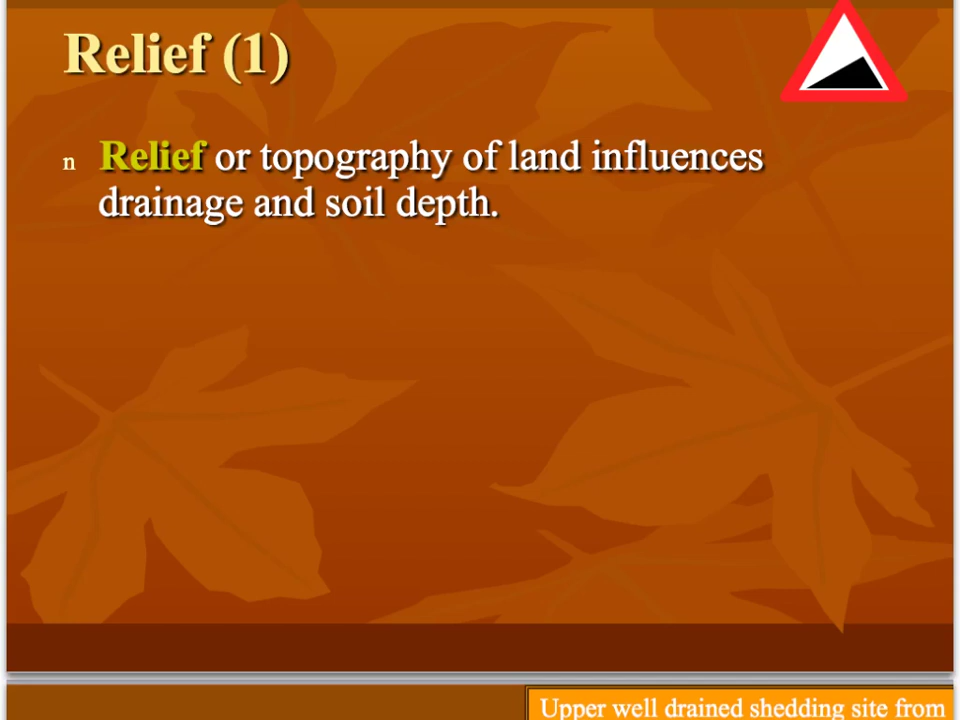 Relief (1)
n Relief or topography of land influences
drainage and soil depth.
Upper well drained shedding site from